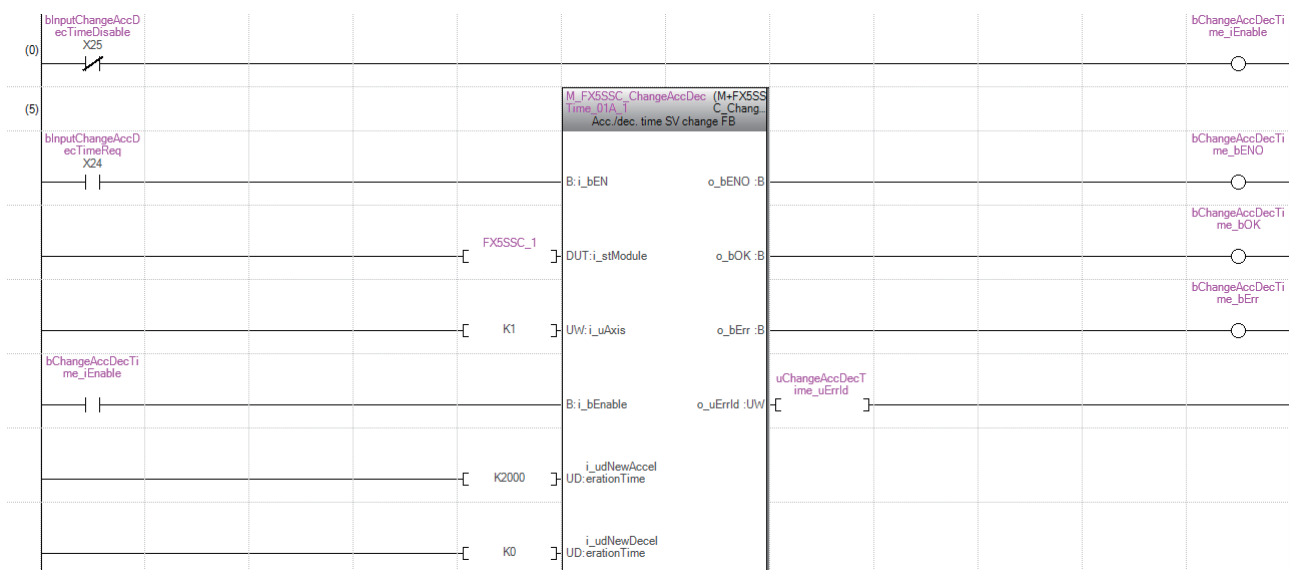 bInputChangeAccD
ecTimeDisable
X25
bChangeAccDecTi
me_iEnable
(0)
(5)
M_FX5SSC_ChangeAccDec (M+FX5SS
Time_01A_1 C_Chang...
Acc./dec. time SV change FB
bInputChangeAccD
ecTimeReq
X24
bChangeAccDecTi
me_bENO
B:i_bEN o_bENO :B
bChangeAccDecTi
me_bOK
FX5SSC_1
DUT:i_stModule o_bOK :B
bChangeAccDecTi
me_bErr
K1 UW:i_uAxis o_bErr :B
bChangeAccDecTi
me_iEnable
uChangeAccDecT
ime_uErrId
B:i_bEnable o_uErrId :UW
i_udNewAccel
K2000 UD:erationTime
i_udNewDecel
K0 UD:erationTime